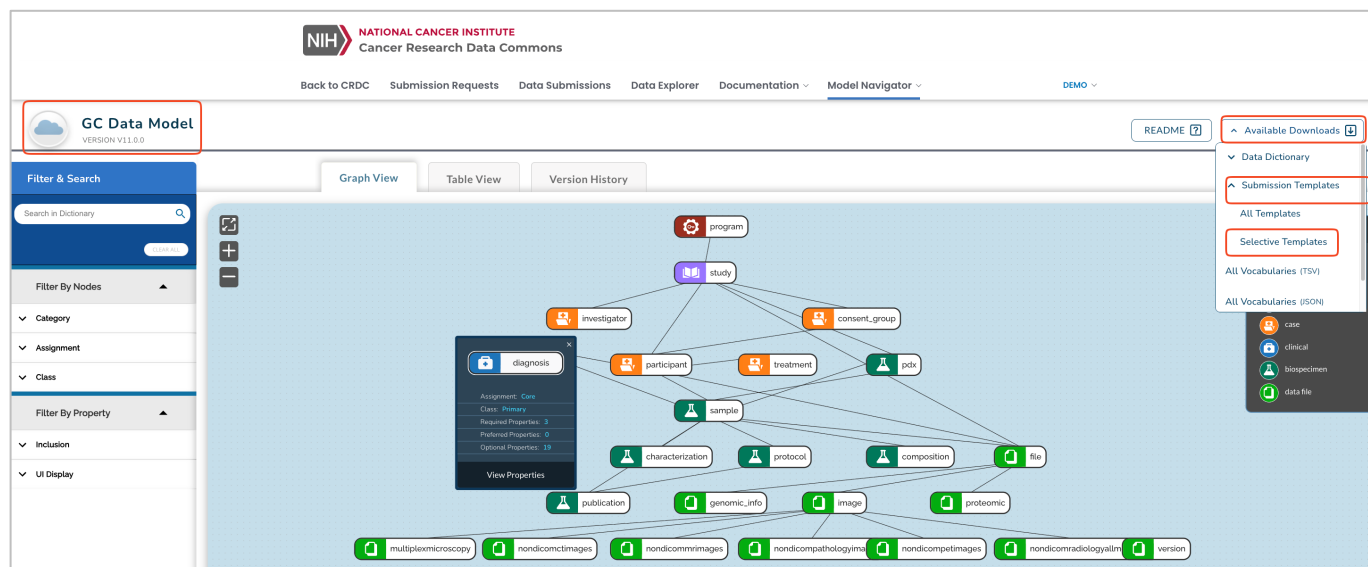 NIH
NATIONAL CANCER INSTITUTE
Cancer Research Data Commons
Back to CRDC Submission Requests Data Submissions Data Explorer Documentation Model Navigator DEMO
GC Data Model
VERSION V11.0.0
README ? Available Downloads
Data Dictionary
Submission Templates
All Templates
Selective Templates
All Vocabularies (TSV)
All Vocabularies (JSON)
Filter & Search
Search in Dictionary
CLEAR ALL
Filter By Nodes
Category
Assignment
Class
Filter By Property
Inclusion
UI Display
Graph View Table View Version History
program
study
investigator consent_group
diagnosis participant treatment pdx
Assignment: Core
Class: Primary
Required Properties: 3
Preferred Properties: 0
Optional Properties: 19
View Properties
sample
characterization protocol composition file
publication genomic_info image proteomic
multiplexmicroscopy nondicomctimages nondicommrimages nondicompathologyima nondicompetimages nondicomradiologyallm version
case
clinical
biospecimen
data file